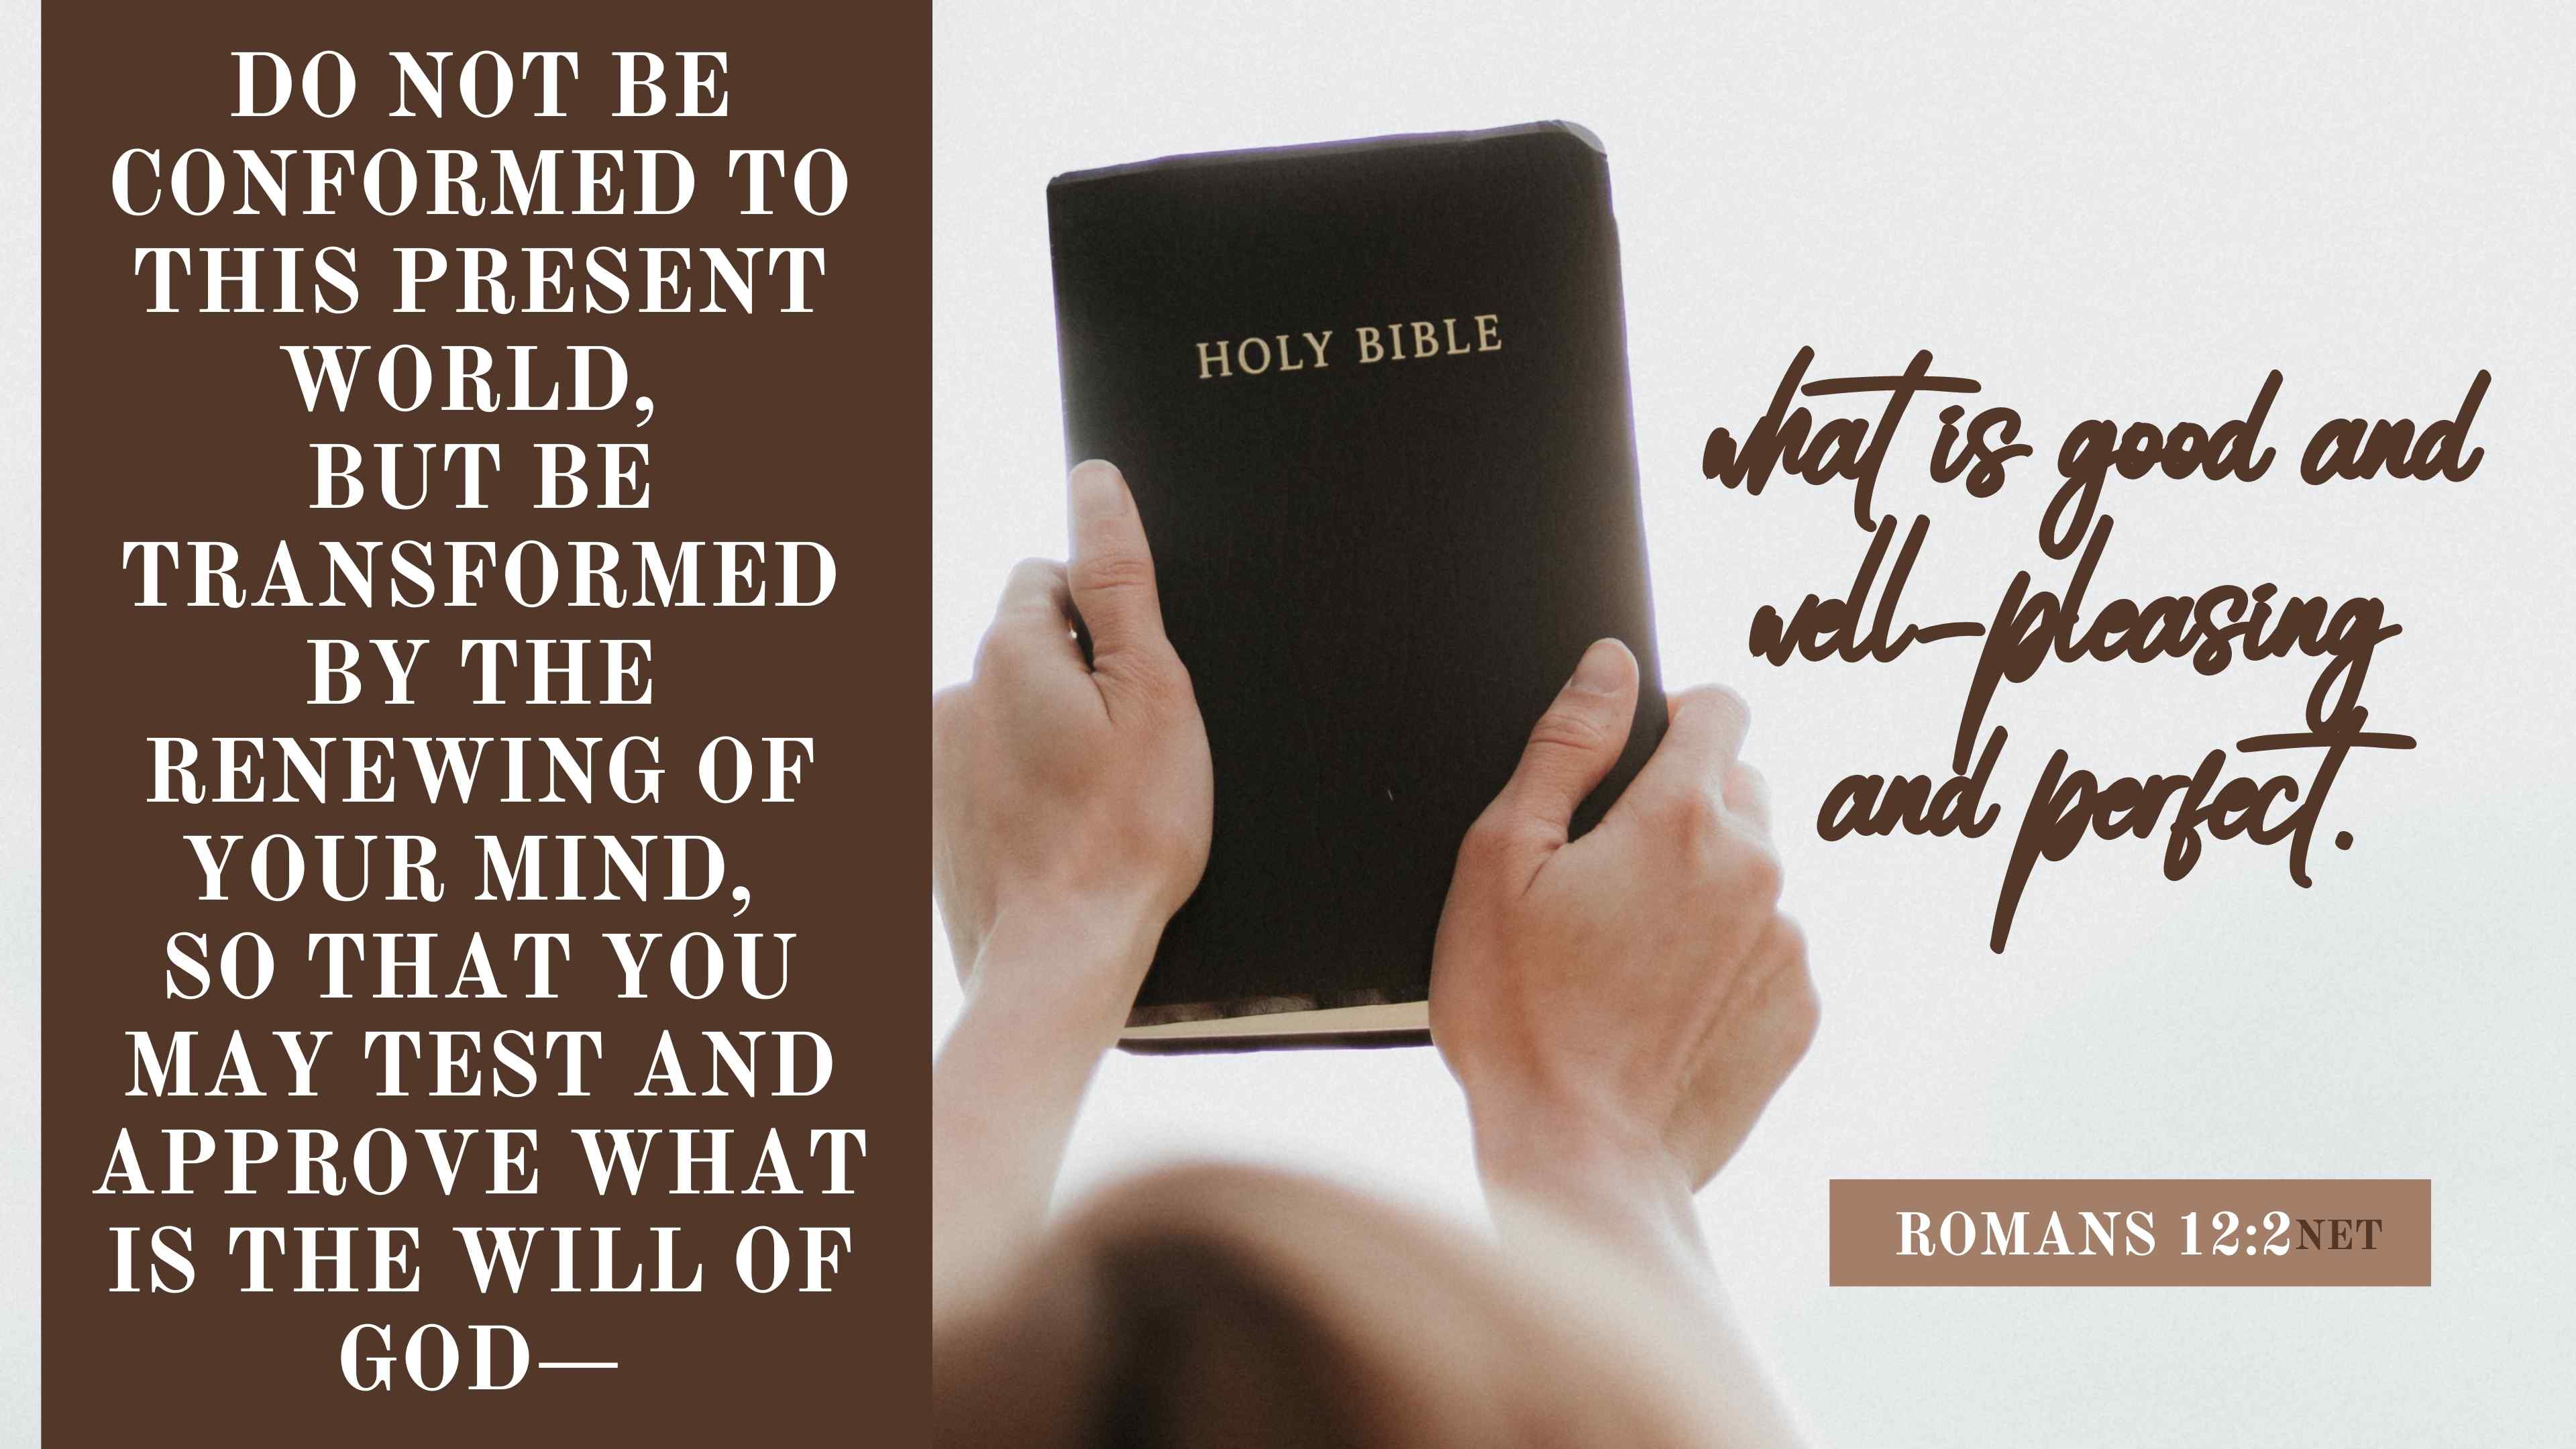 DO NOT BE
CONFORMED TO
THIS PRESENT
WORLD,
BUT BE
TRANSFORMED
BY THE
RENEWING OF
YOUR MIND,
SO THAT YOU
MAY TEST AND
APPROVE WHAT
IS THE WILL OF
GOD—
HOLY BIBLE
what is good and
well-pleasing
and perfect.
ROMANS 12:2 NET